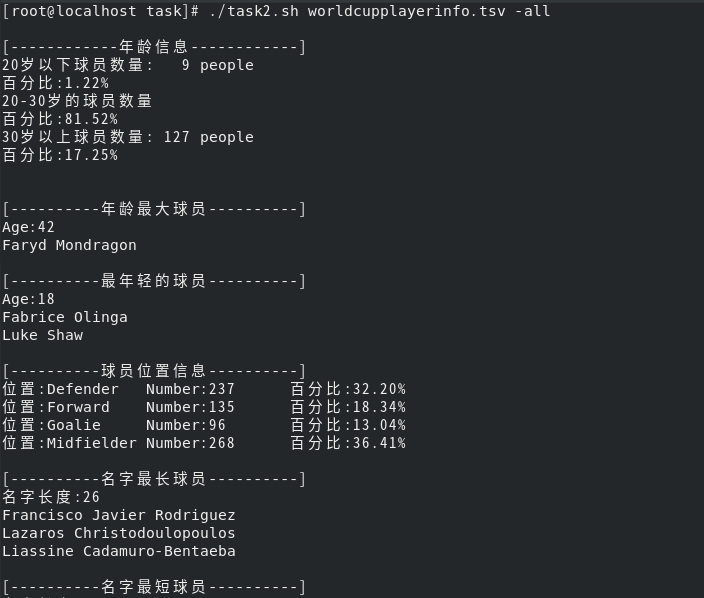 [root@localhost task]# ./task2.sh worldcupplayerinfo.tsv -all
[------------年龄信息------------]
20岁以下球员数量:   9 people
百分比:1.22%
20-30岁的球员数量
百分比:81.52%
30岁以上球员数量: 127 people
百分比:17.25%
[----------年龄最大球员----------]
Age:42
Faryd Mondragon
[----------最年轻的球员----------]
Age:18
Fabrice Olinga
Luke Shaw
[----------球员位置信息----------]
位置:Defender   Number:237      百分比:32.20%
位置:Forward    Number:135      百分比:18.34%
位置:Goalie     Number:96       百分比:13.04%
位置:Midfielder Number:268      百分比:36.41%
[----------名字最长球员----------]
名字长度:26
Francisco Javier Rodriguez
Lazaros Christodoulopoulos
Liassine Cadamuro-Bentaeba
[----------名字最短球员----------]